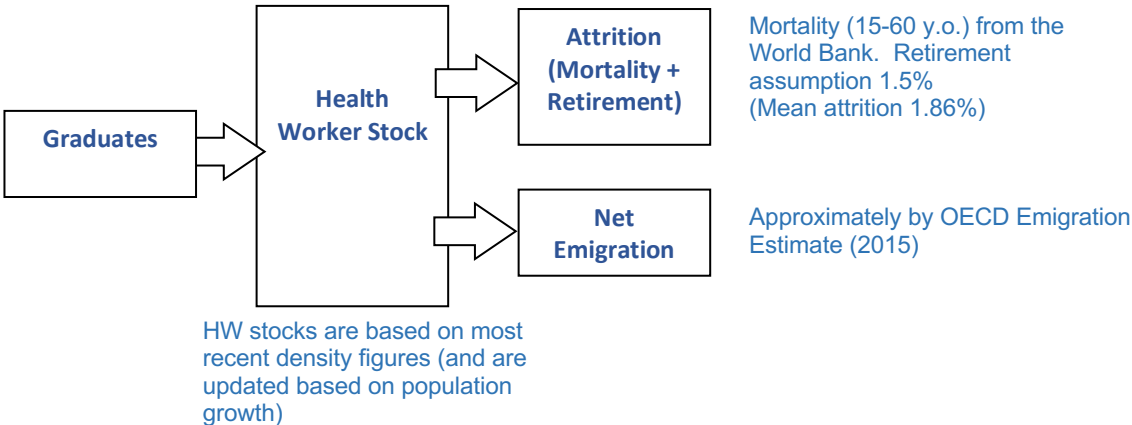 Graduates
Health
Worker Stock
Attrition
(Mortality +
Retirement)
Mortality (15-60 y.o.) from the
World Bank.  Retirement
assumption 1.5%
(Mean attrition 1.86%)
Net
Emigration
Approximately by OECD Emigration
Estimate (2015)
HW stocks are based on most
recent density figures (and are
updated based on population
growth)